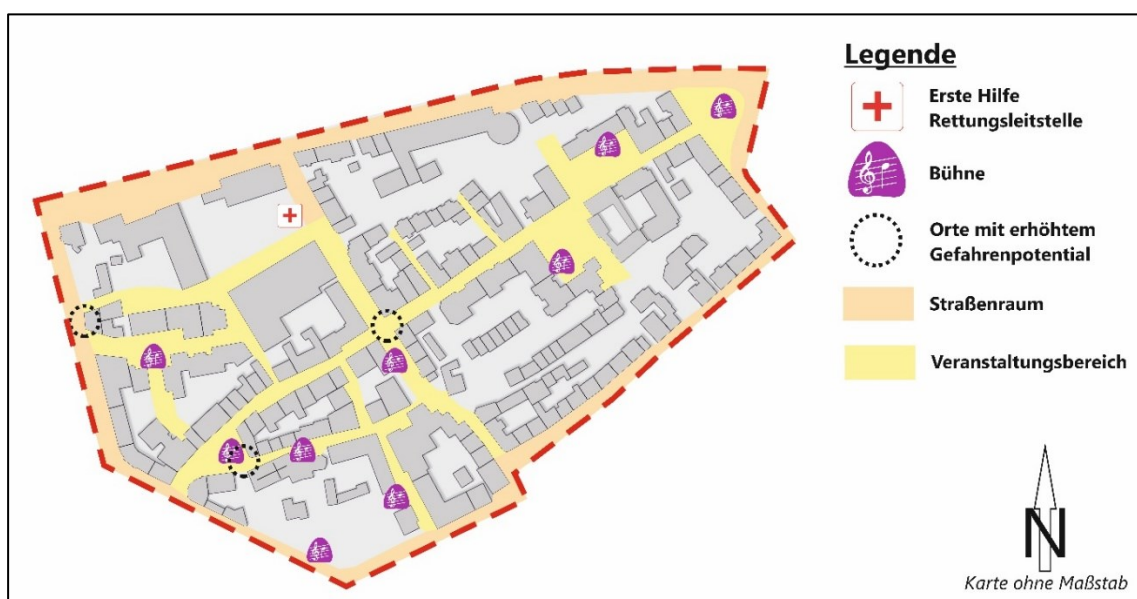 Legende
Erste Hilfe
Rettungsleitstelle
Bühne
Orte mit erhöhtem
Gefahrenpotential
Straßenraum
Veranstaltungsbereich
N
Karte ohne Maßstab